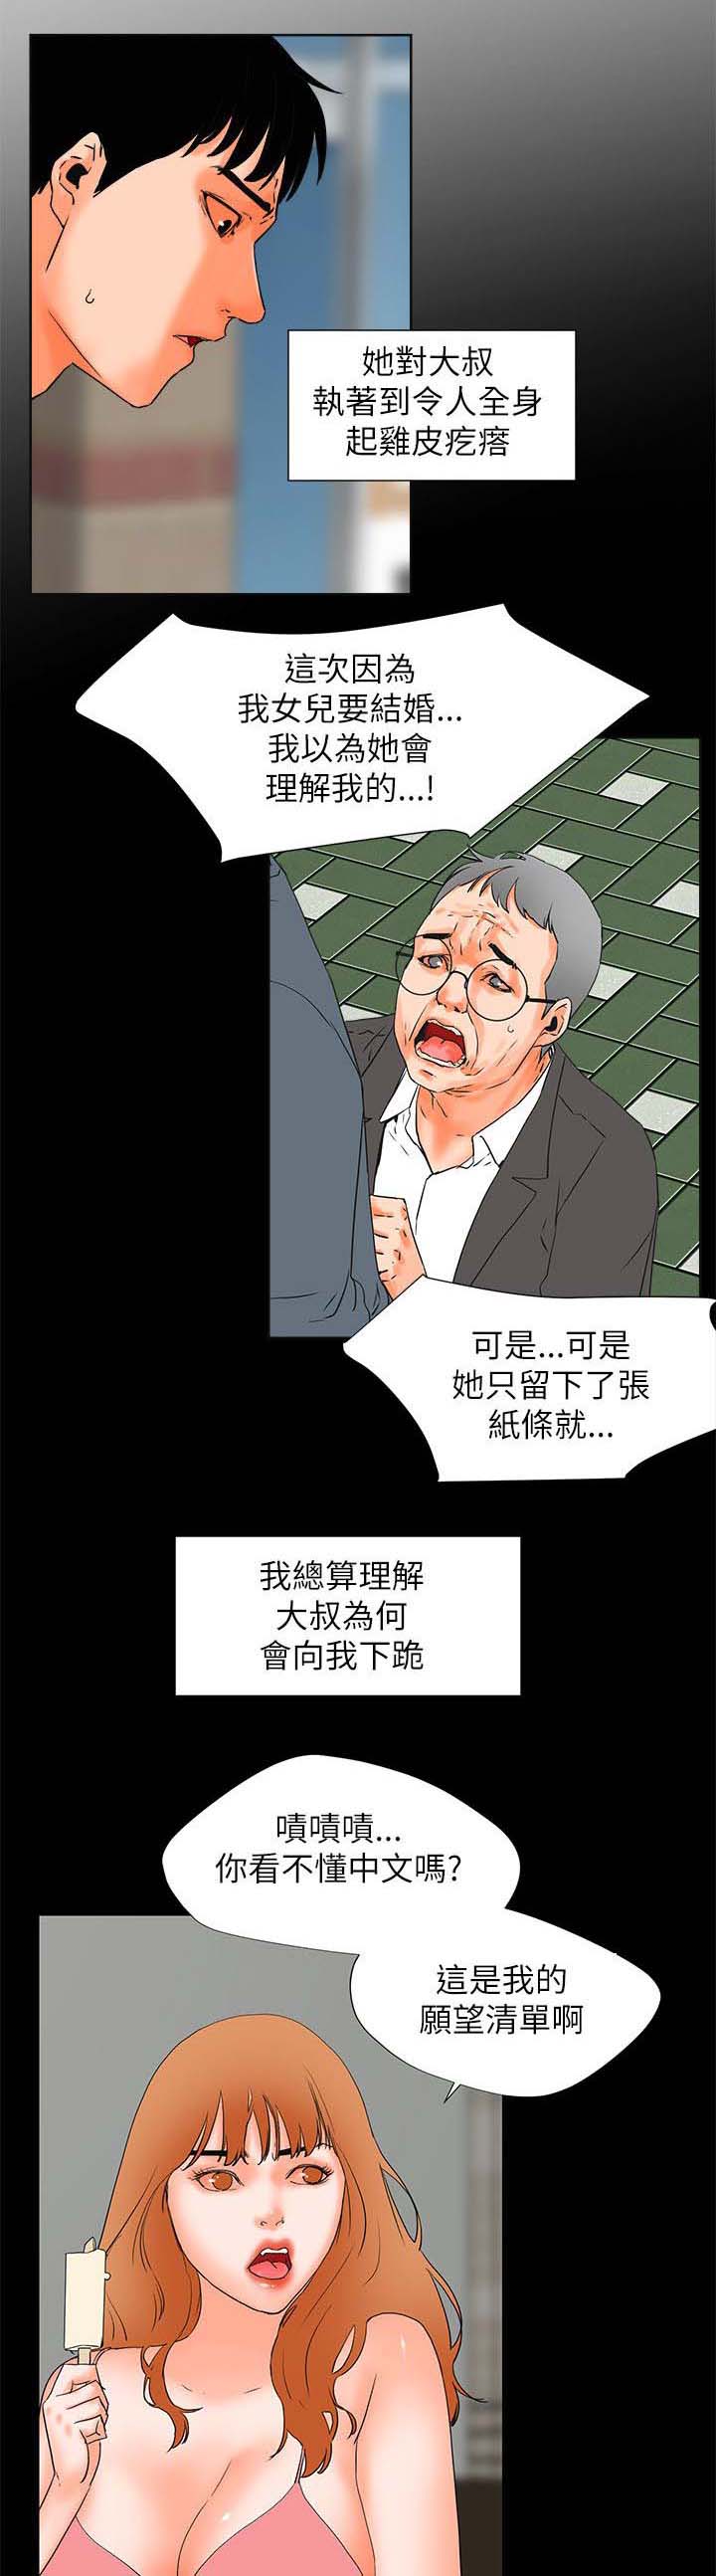 她對大叔
執著到令人全身
起雞皮疙瘩
這次因為
我女兒要結婚...
我以為她會
理解我的...!
可是...可是
她只留下了張
紙條就...
我總算理解
大叔為何
會向我下跪
嘖嘖嘖...
你看不懂中文嗎?
這是我的
願望清單啊